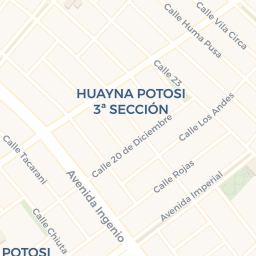 Calle Vila Circa
Calle Huma Pusa
Calle 23
HUAYNA POTOSI
3ª SECCIÓN
Calle Los Andes
Calle 20 de Diciembre
Calle Tacarani
Calle Rojas
Avenida Imperial
Avenida Ingenio
Calle Chiuta
POTOSI